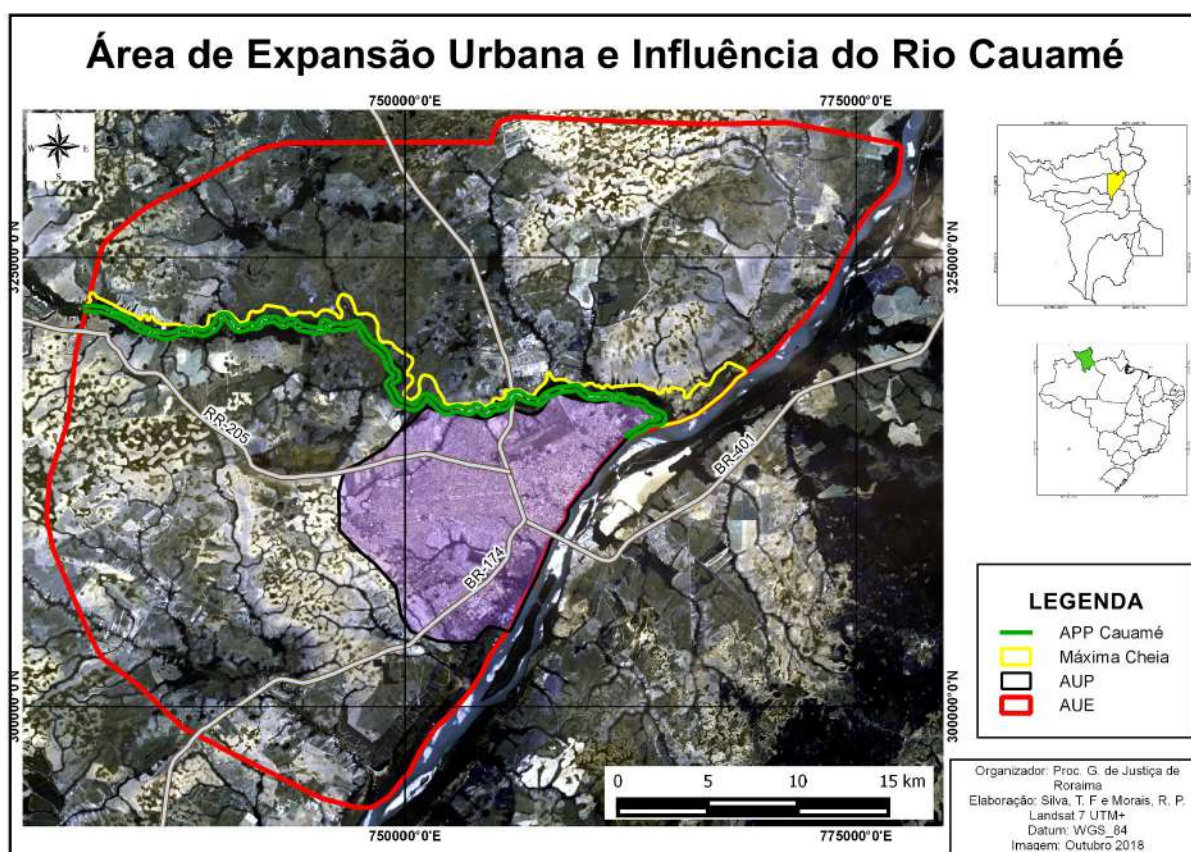 Área de Expansão Urbana e Influência do Rio Cauamé
750000°0'E
775000°0'E
N
W
E
S
325000°0'N
325000°0'N
RR-205
BR-401
BR-174
300000°0'N
300000°0'N
0 5 10 15 km
750000°0'E
775000°0'E
LEGENDA
APP Cauamé
Máxima Cheia
AUP
AUE
Organizador: Proc. G. de Justiça de
Roraima
Elaboração: Silva, T. F e Morais, R. P.
Landsat 7 UTM+
Datum: WGS_84
Imagem: Outubro 2018